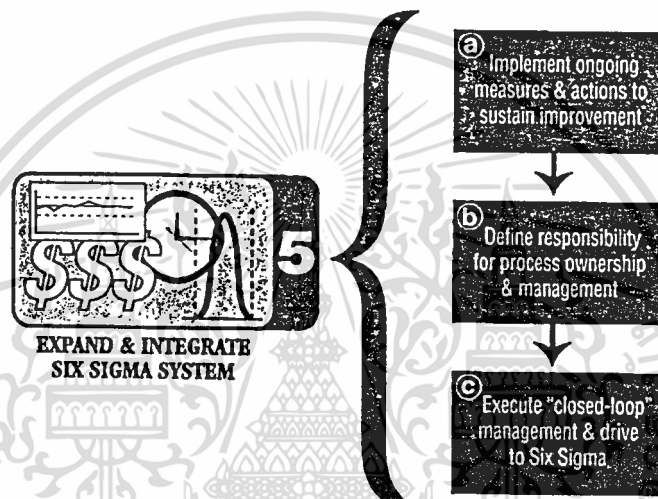 $$$
5
EXPAND & INTEGRATE
SIX SIGMA SYSTEM
a
Implement ongoing
measures & actions to
sustain improvement
b
Define responsibility
for process ownership
& management
c
Execute "closed-loop"
management & drive
to Six Sigma